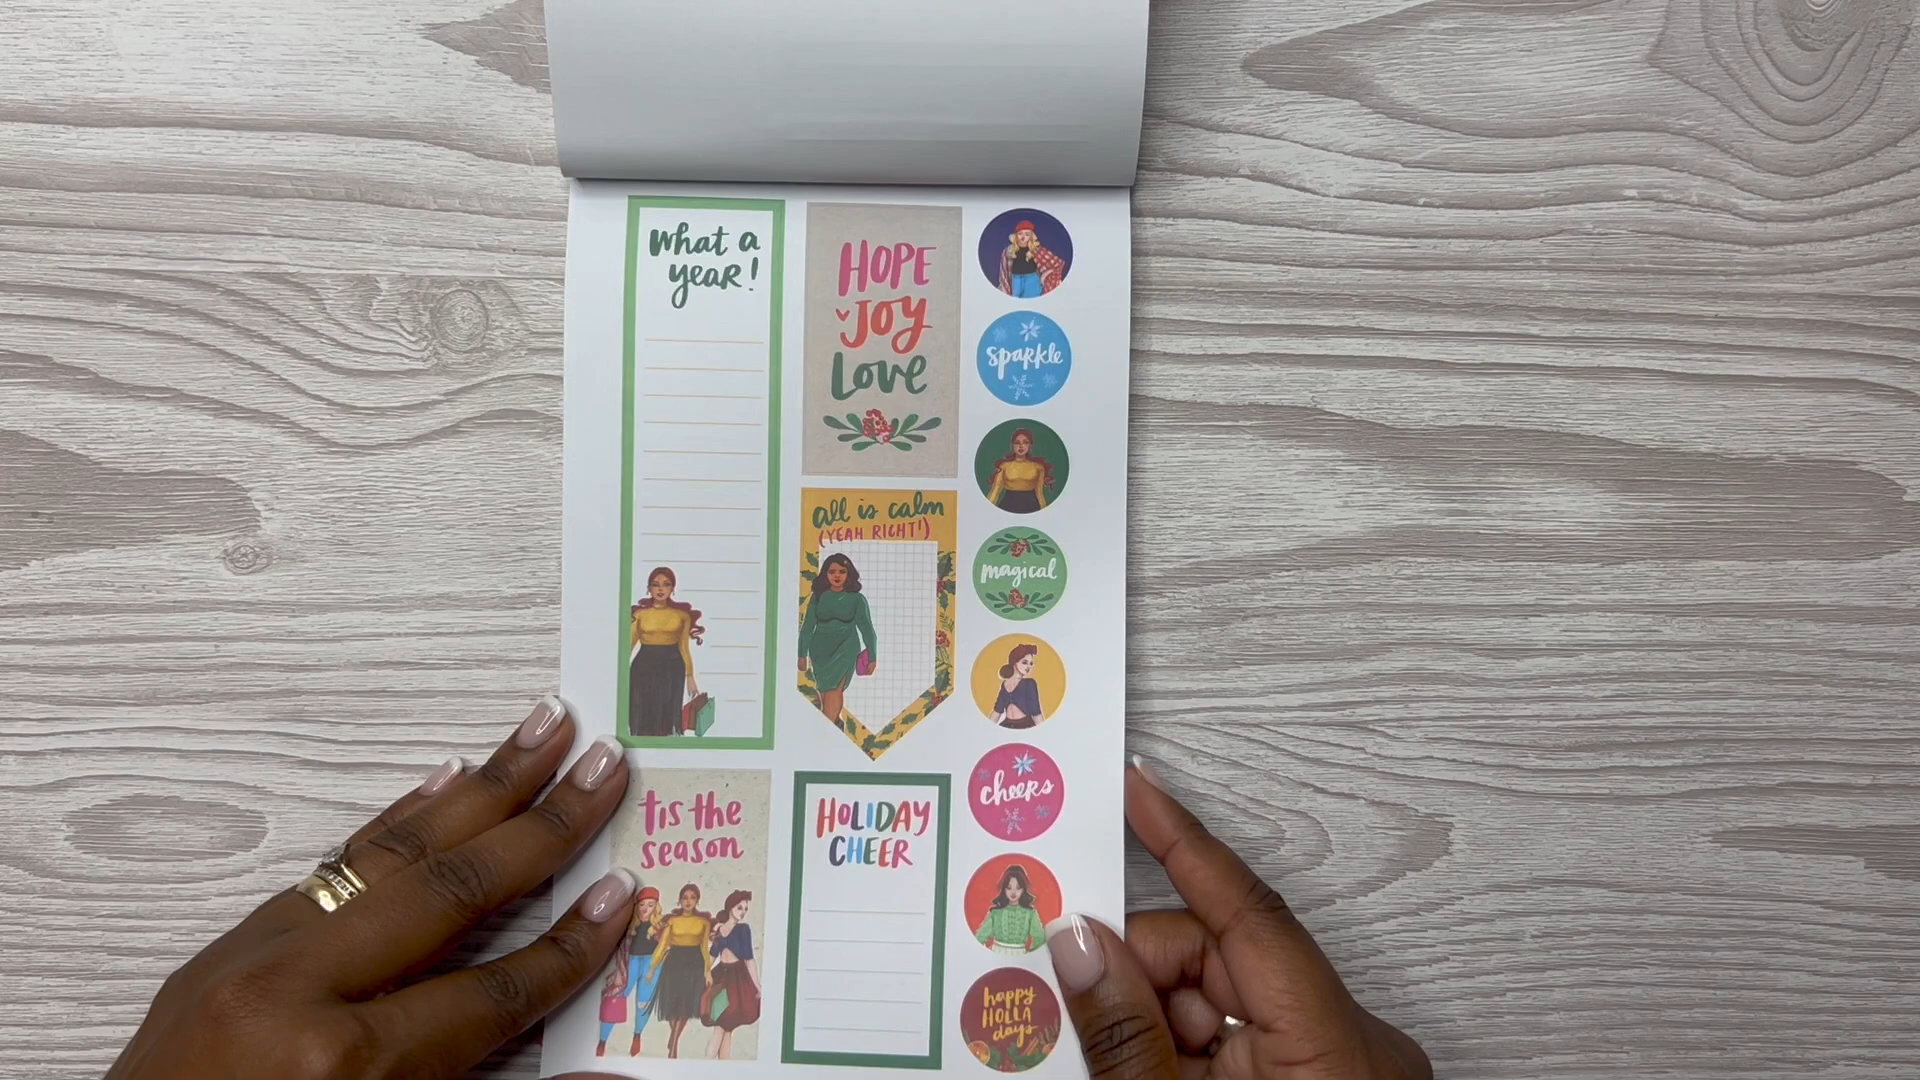 What a
year!
HOPE
JOY
Love
sparkle
all is calm
(YEAH RIGHT!)
magical
cheers
tis the
season
HOLIDAY
CHEER
happy
HOLLA
days